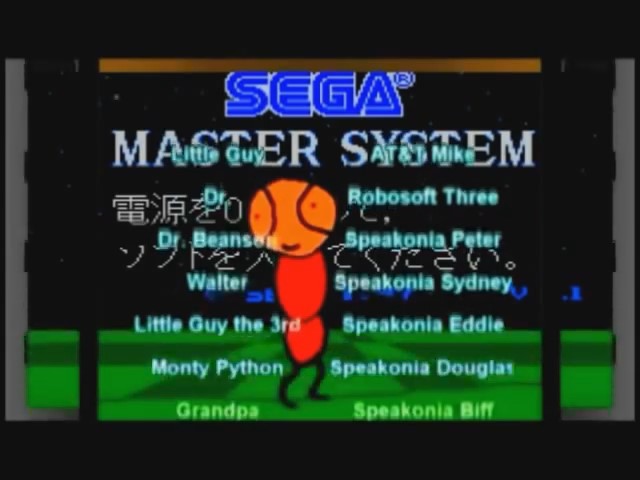 SEGA®
MASTER SYSTEM
Little Guy AT&T Mike
電源を
Dr. Robosoft Three
Dr. Beanson Speakonia Peter
ソフトを てください。
Walter Speakonia Sydney
Little Guy the 3rd Speakonia Eddie
Monty Python Speakonia Douglas
Grandpa Speakonia Biff